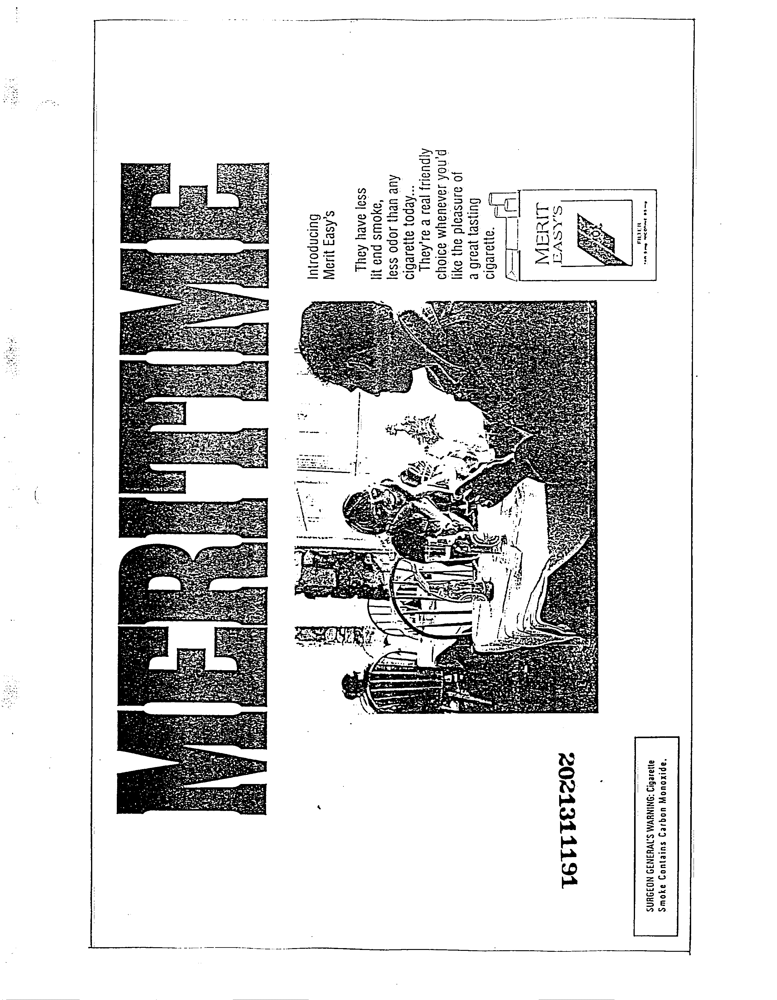 MERITIME
Introducing
Merit Easy's
They have less
lit end smoke,
less odor than any
cigarette today...
They're a real friendly
choice whenever you'd
like the pleasure of
a great tasting
cigarette.
MERIT
EASY'S
FILTER
2021311191
SURGEON GENERAL'S WARNING: Cigarette
Smoke Contains Carbon Monoxide.